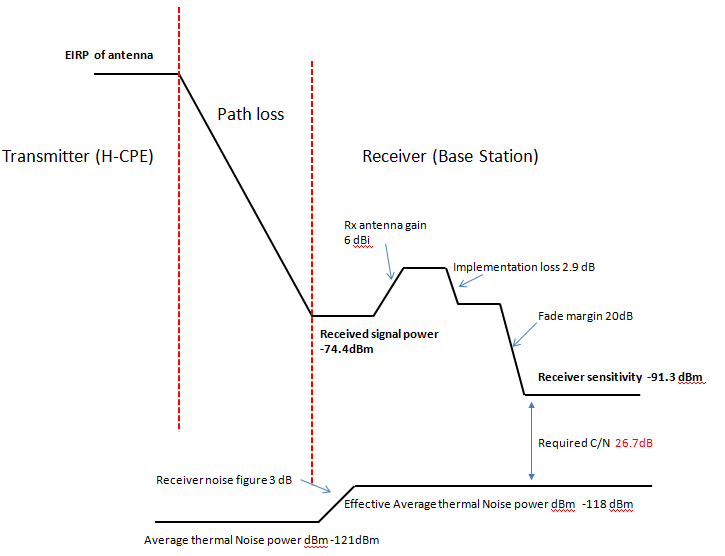 EIRP of antenna
Path loss
Transmitter (H-CPE)
Receiver (Base Station)
Rx antenna gain
6 dBi
Implementation loss 2.9 dB
Fade margin 20dB
Received signal power
-74.4dBm
Receiver sensitivity -91.3 dBm
Required C/N 26.7dB
Receiver noise figure 3 dB
Effective Average thermal Noise power dBm -118 dBm
Average thermal Noise power dBm -121dBm